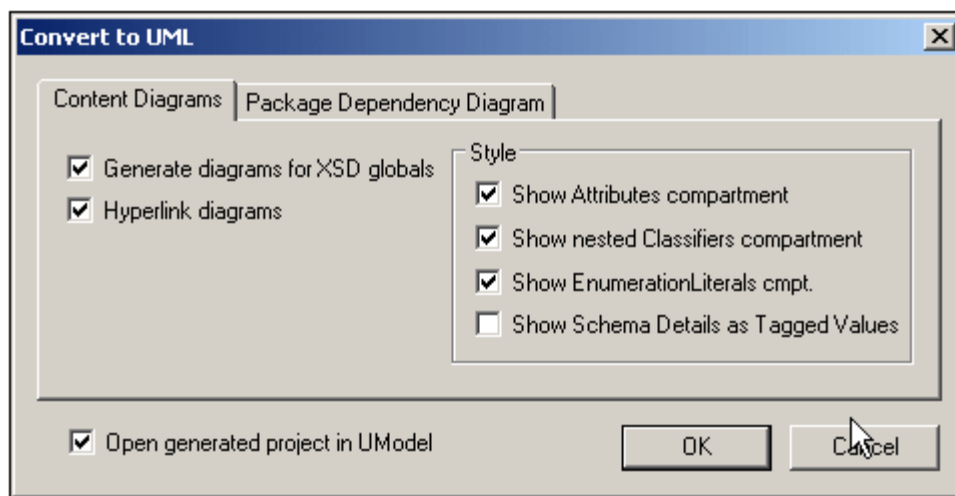 Convert to UML
Content Diagrams
Package Dependency Diagram
Generate diagrams for XSD globals
Hyperlink diagrams
Style
Show Attributes compartment
Show nested Classifiers compartment
Show EnumerationLiterals cmpt.
Show Schema Details as Tagged Values
Open generated project in UModel
OK
Cancel